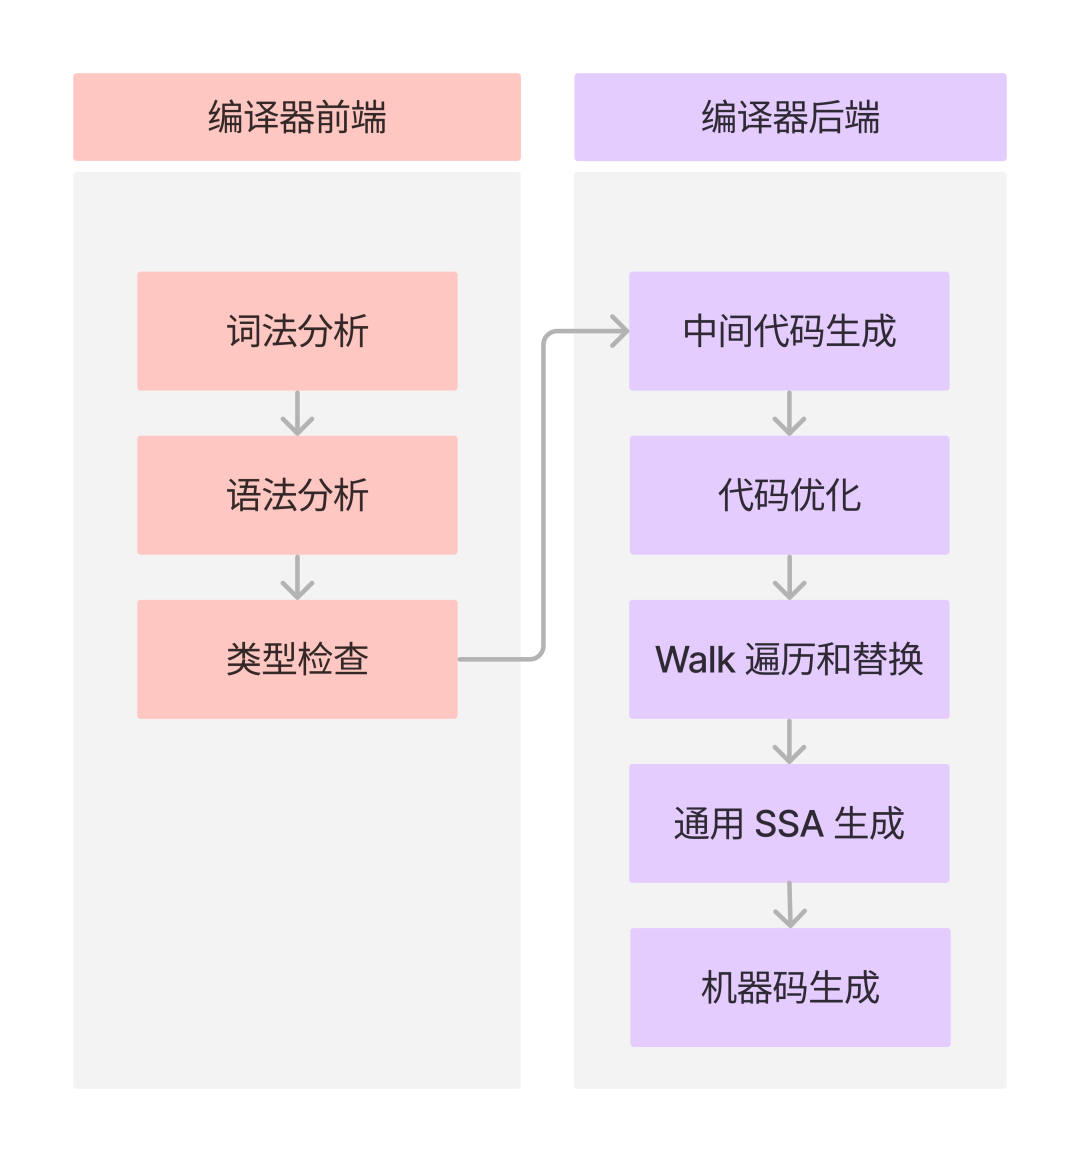 编译器前端
词法分析
语法分析
类型检查
编译器后端
中间代码生成
代码优化
Walk 遍历和替换
通用 SSA 生成
机器码生成